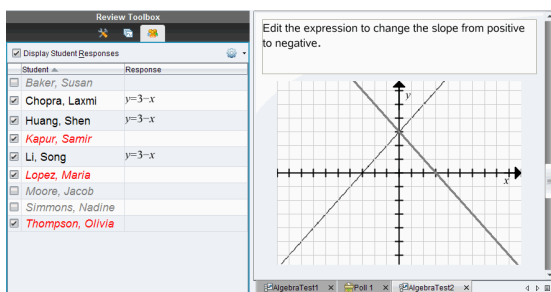 Review Toolbox
Display Student Responses
Student Response
Baker, Susan
Chopra, Laxmi y=3–x
Huang, Shen y=3–x
Kapur, Samir
Li, Song y=3–x
Lopez, Maria
Moore, Jacob
Simmons, Nadine
Thompson, Olivia
Edit the expression to change the slope from positive
to negative.
y
x
AlgebraTest1 × Poll 1 × AlgebraTest2 ×